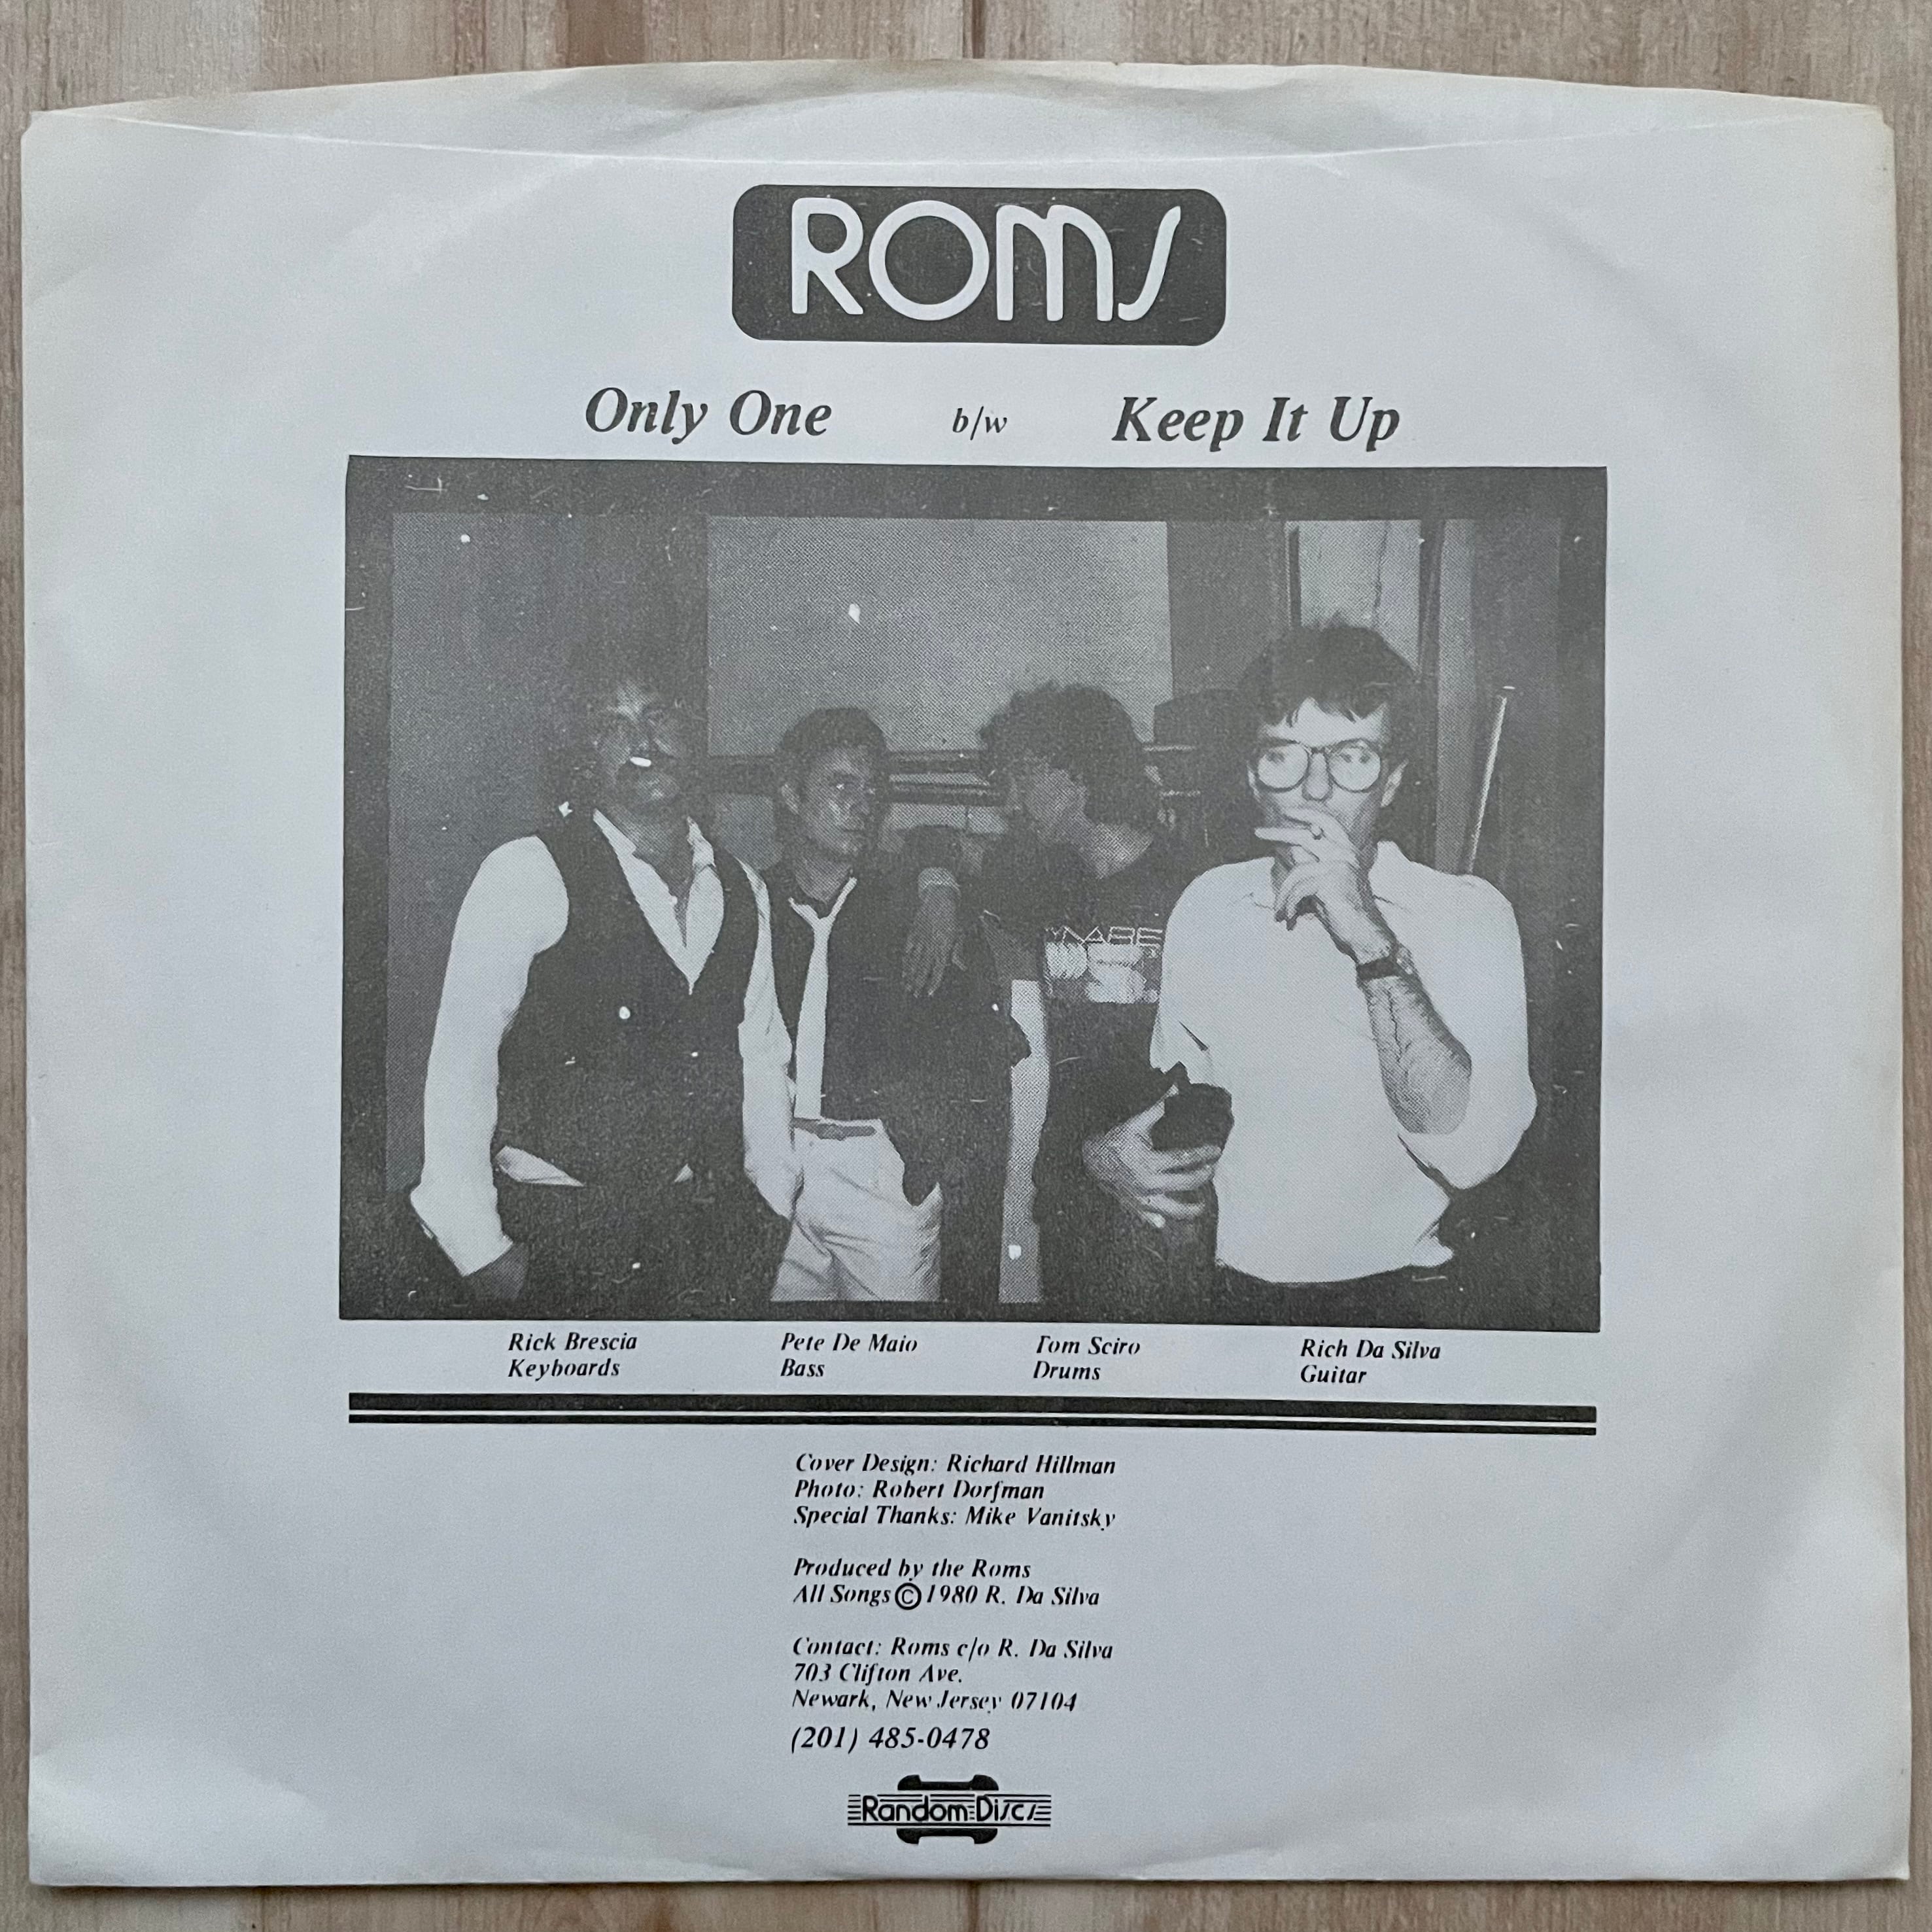 ROMS
Only One b/w Keep It Up
Rick Brescia Pete De Maio Tom Sciro Rich Da Silva
Keyboards Bass Drums Guitar
Cover Design: Richard Hillman
Photo: Robert Dorfman
Special Thanks: Mike Vanitsky
Produced by the Roms
All Songs © 1980 R. Da Silva
Contact: Roms c/o R. Da Silva
703 Clifton Ave.
Newark, New Jersey 07104
(201) 485-0478
Random Discs